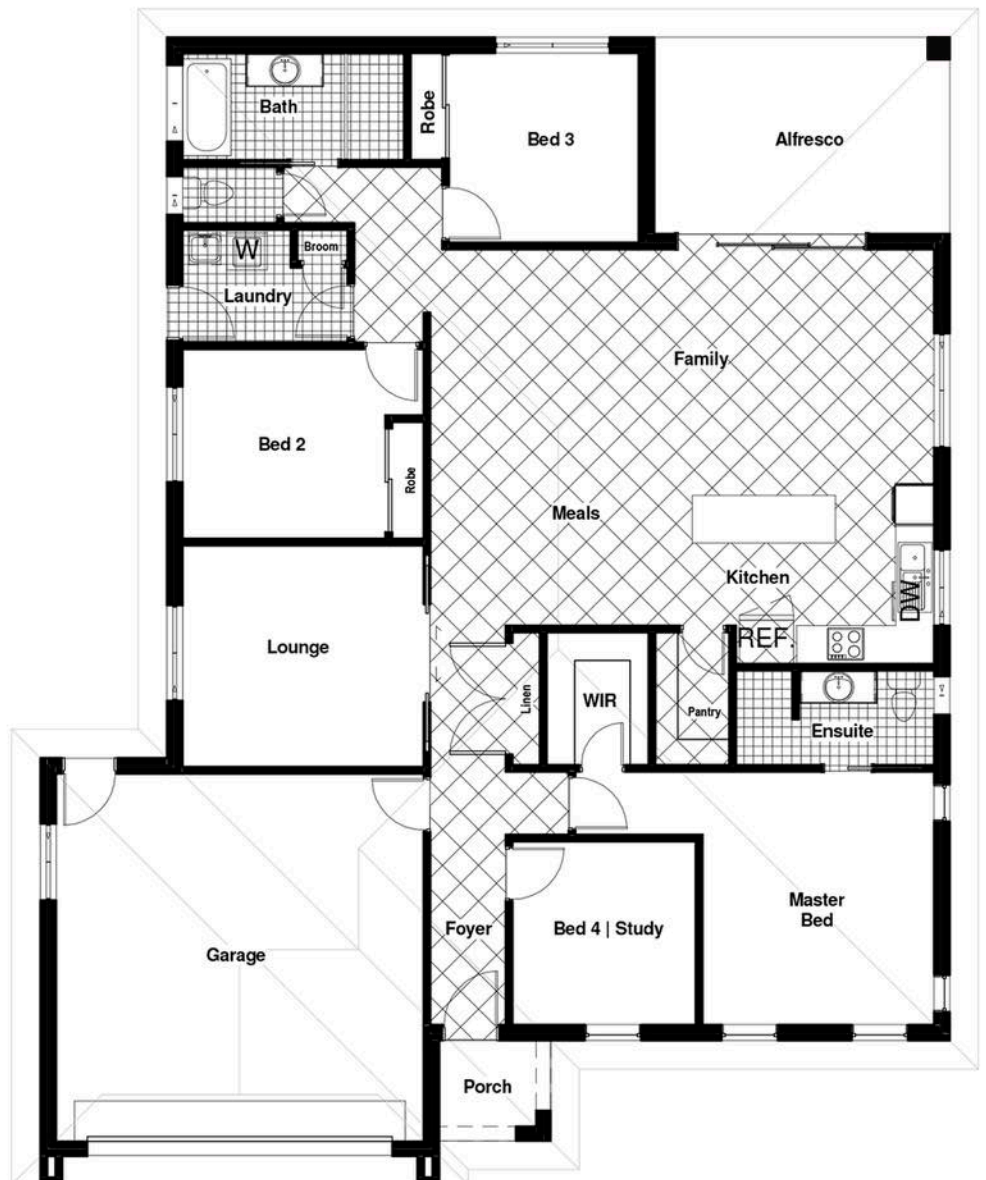 Bath
Robe
Bed 3
Alfresco
W
Broom
Laundry
Family
Bed 2
Robe
Meals
Kitchen
DW
REF.
Lounge
Linen
WIR
Pantry
Ensuite
Master
Bed
Foyer
Bed 4 | Study
Garage
Porch